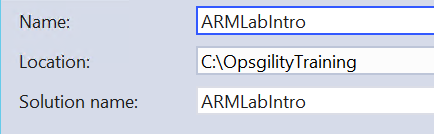 Name: ARMLabIntro
Location: C:\OpsgilityTraining
Solution name: ARMLabIntro